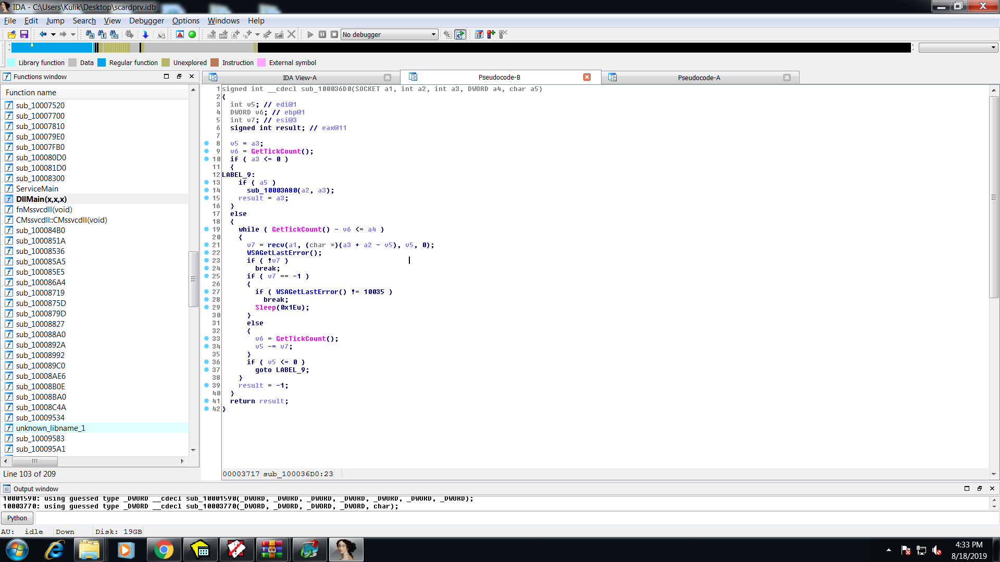 IDA - C:\Users\Kulik\Desktop\scardprv.idb
File Edit Jump Search View Debugger Options Windows Help
No debugger
Library function Data Regular function Unexplored Instruction External symbol
Functions window
IDA View-A
Pseudocode-B
Pseudocode-A
Function name
sub_10007520
sub_10007700
sub_10007810
sub_100079E0
sub_10007FB0
sub_100080D0
sub_100081D0
sub_10008300
ServiceMain
DllMain(x,x,x)
fnMssvcdll(void)
CMssvcdll::CMssvcdll(void)
sub_100084B0
sub_1000851A
sub_10008536
sub_100085A5
sub_100085E5
sub_100086A4
sub_10008719
sub_1000875D
sub_1000879D
sub_10008827
sub_100088A0
sub_1000892A
sub_10008992
sub_100089C0
sub_10008AE6
sub_10008B0E
sub_10008BA0
sub_10008C4A
sub_10009534
unknown_libname_1
sub_10009583
sub_100095A1
Line 103 of 209
1 signed int __cdecl sub_100036D0(SOCKET a1, int a2, int a3, DWORD a4, char a5)
2 {
3 int v5; // edi@1
4 DWORD v6; // ebp@1
5 int v7; // esi@3
6 signed int result; // eax@11
7
8 v5 = a3;
9 v6 = GetTickCount();
10 if ( a3 <= 0 )
11 {
12 LABEL_9:
13 if ( a5 )
14 sub_10003A80(a2, a3);
15 result = a3;
16 }
17 else
18 {
19 while ( GetTickCount() - v6 <= a4 )
20 {
21 v7 = recv(a1, (char *)(a3 + a2 - v5), v5, 0);
22 WSAGetLastError();
23 if ( !v7 )
24 break;
25 if ( v7 == -1 )
26 {
27 if ( WSAGetLastError() != 10035 )
28 break;
29 Sleep(0x1Eu);
30 }
31 else
32 {
33 v6 = GetTickCount();
34 v5 -= v7;
35 }
36 if ( v5 <= 0 )
37 goto LABEL_9;
38 }
39 result = -1;
40 }
41 return result;
42 }
00003717 sub_100036D0:23
Output window
10001590: using guessed type _DWORD __cdecl sub_10001590(_DWORD, _DWORD, _DWORD, _DWORD, _DWORD, _DWORD, _DWORD);
10003770: using guessed type _DWORD __cdecl sub_10003770(_DWORD, _DWORD, _DWORD, _DWORD, char);
Python
AU: idle Down Disk: 19GB
4:33 PM
8/18/2019